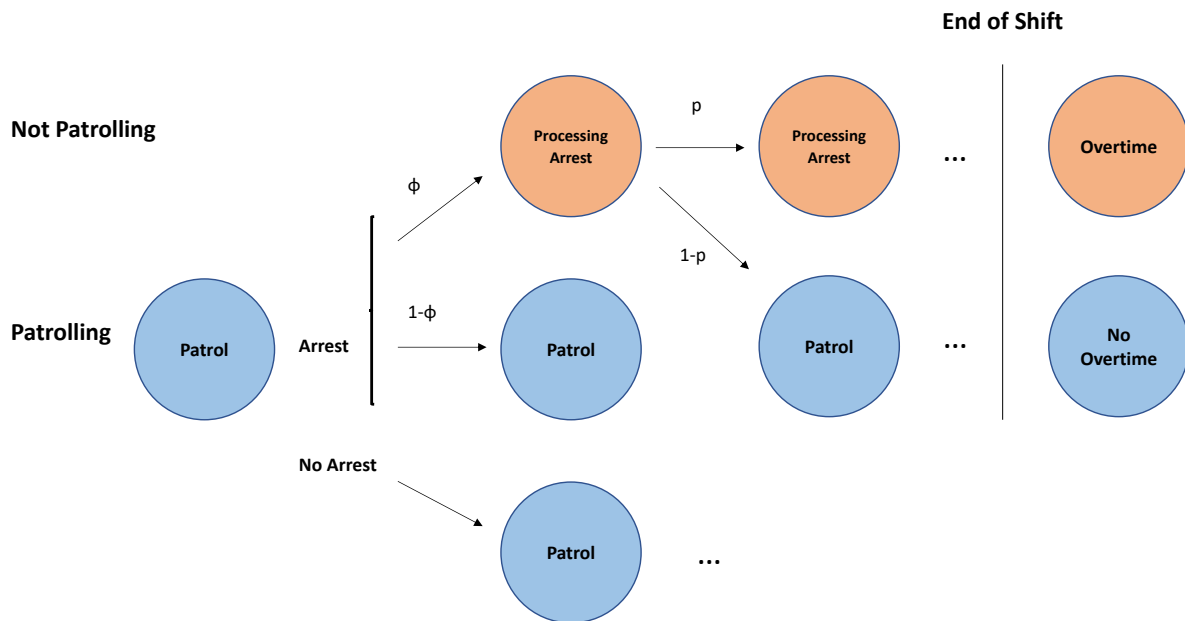 End of Shift
Not Patrolling
Processing
Arrest
p
Processing
Arrest
...
Overtime
ϕ
1-p
1-ϕ
Patrolling
Patrol
Arrest
Patrol
Patrol
...
No
Overtime
No Arrest
Patrol
...